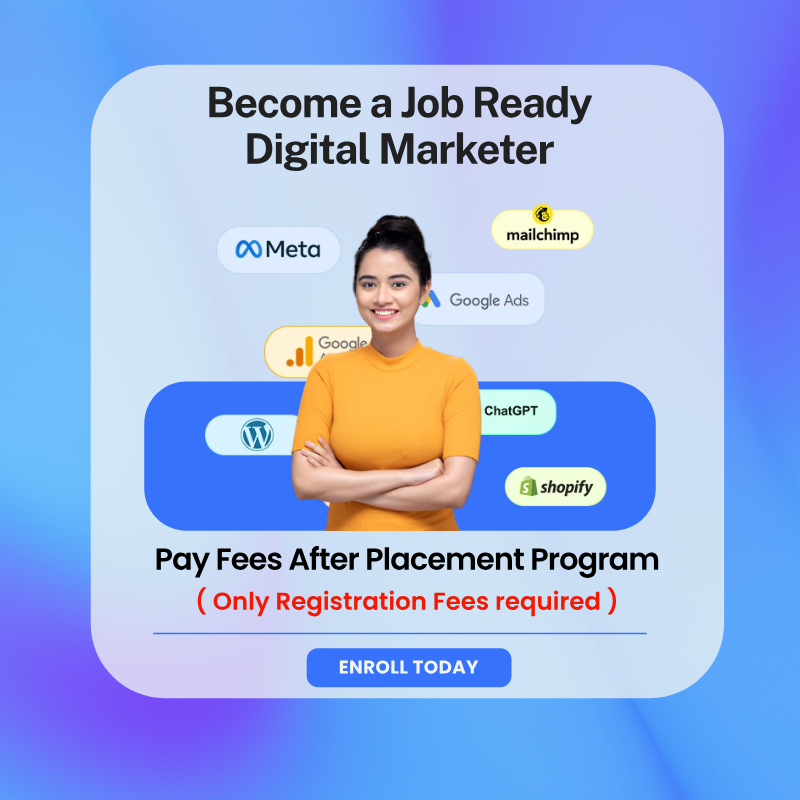 Become a Job Ready
Digital Marketer
mailchimp
Meta
Google Ads
Google
ChatGPT
shopify
Pay Fees After Placement Program
( Only Registration Fees required )
ENROLL TODAY